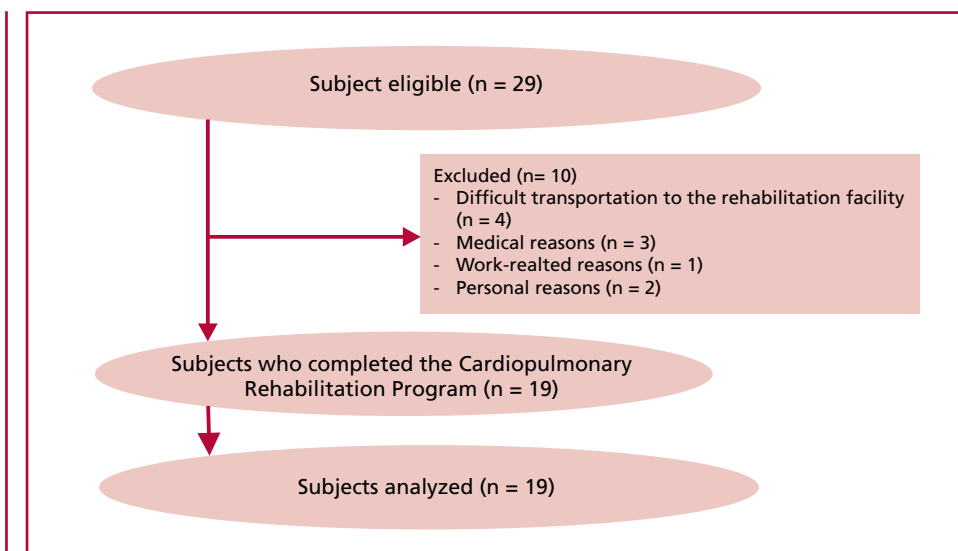 Subject eligible (n = 29)
Excluded (n= 10)
- Difficult transportation to the rehabilitation facility
(n = 4)
- Medical reasons (n = 3)
- Work-realted reasons (n = 1)
- Personal reasons (n = 2)
Subjects who completed the Cardiopulmonary
Rehabilitation Program (n = 19)
Subjects analyzed (n = 19)